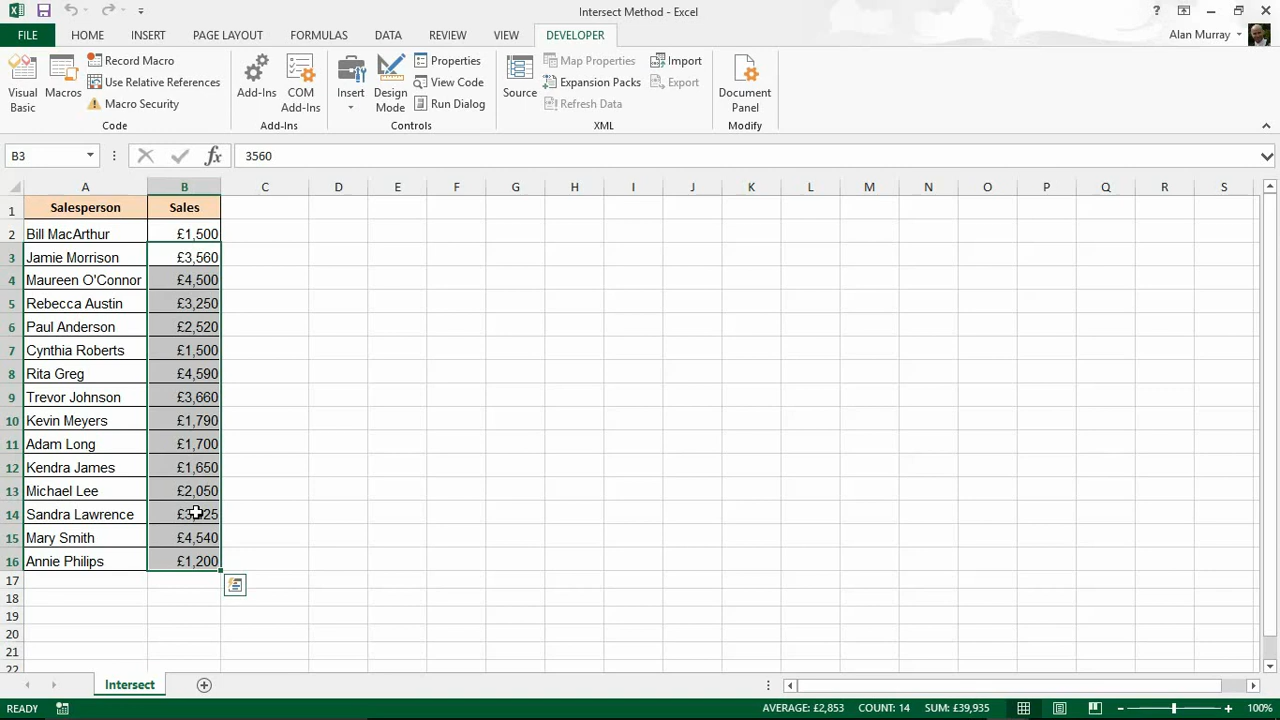 Intersect Method - Excel
FILE HOME INSERT PAGE LAYOUT FORMULAS DATA REVIEW VIEW DEVELOPER Alan Murray
Visual Basic
Macros
Record Macro
Use Relative References
Macro Security
Code
Add-Ins
COM Add-Ins
Add-Ins
Insert
Design Mode
Properties
View Code
Run Dialog
Controls
Source
Map Properties
Expansion Packs
Refresh Data
Import
Export
XML
Document Panel
Modify
B3 fx 3560
A B C D E F G H I J K L M N O P Q R S
1 Salesperson Sales
2 Bill MacArthur £1,500
3 Jamie Morrison £3,560
4 Maureen O'Connor £4,500
5 Rebecca Austin £3,250
6 Paul Anderson £2,520
7 Cynthia Roberts £1,500
8 Rita Greg £4,590
9 Trevor Johnson £3,660
10 Kevin Meyers £1,790
11 Adam Long £1,700
12 Kendra James £1,650
13 Michael Lee £2,050
14 Sandra Lawrence
15 Mary Smith £4,540
16 Annie Philips £1,200
17
18
19
20
21
22
Intersect
READY AVERAGE: £2,853 COUNT: 14 SUM: £39,935 100%